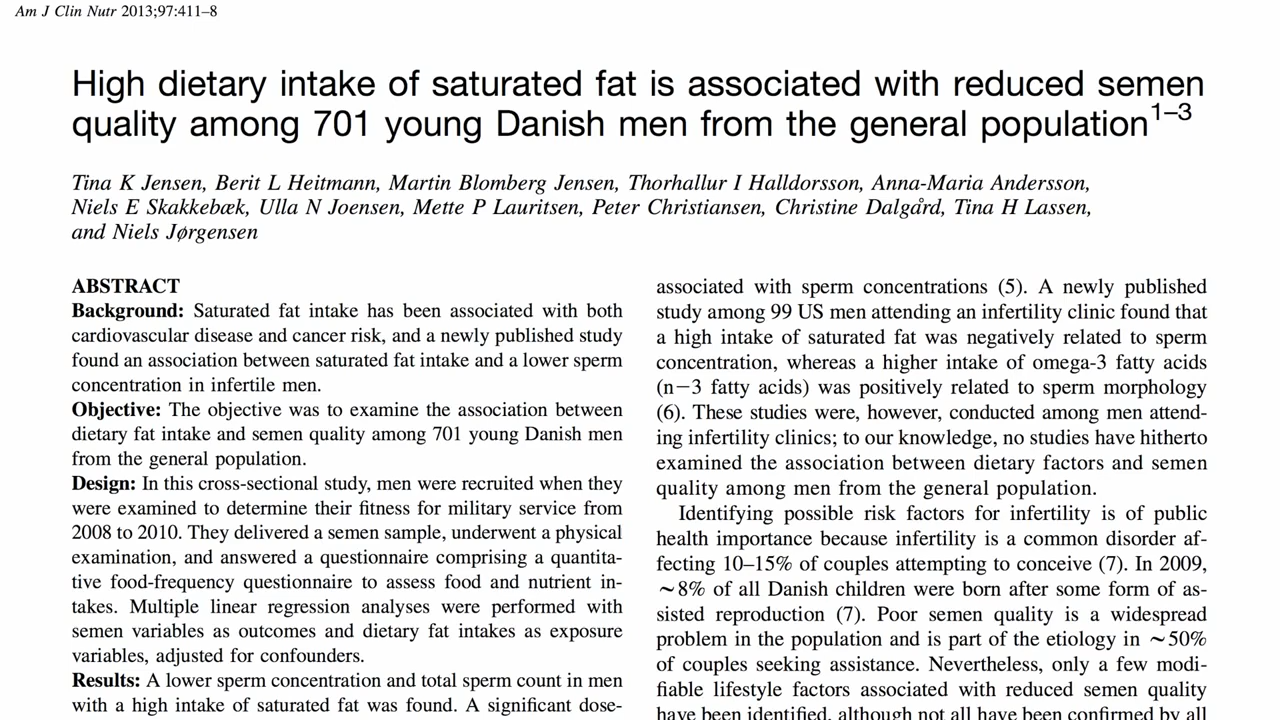 Am J Clin Nutr 2013;97:411–8
High dietary intake of saturated fat is associated with reduced semen
quality among 701 young Danish men from the general population1–3
Tina K Jensen, Berit L Heitmann, Martin Blomberg Jensen, Thorhallur I Halldorsson, Anna-Maria Andersson,
Niels E Skakkebæk, Ulla N Joensen, Mette P Lauritsen, Peter Christiansen, Christine Dalgård, Tina H Lassen,
and Niels Jørgensen
ABSTRACT
Background: Saturated fat intake has been associated with both
cardiovascular disease and cancer risk, and a newly published study
found an association between saturated fat intake and a lower sperm
concentration in infertile men.
Objective: The objective was to examine the association between
dietary fat intake and semen quality among 701 young Danish men
from the general population.
Design: In this cross-sectional study, men were recruited when they
were examined to determine their fitness for military service from
2008 to 2010. They delivered a semen sample, underwent a physical
examination, and answered a questionnaire comprising a quantita-
tive food-frequency questionnaire to assess food and nutrient in-
takes. Multiple linear regression analyses were performed with
semen variables as outcomes and dietary fat intakes as exposure
variables, adjusted for confounders.
Results: A lower sperm concentration and total sperm count in men
with a high intake of saturated fat was found. A significant dose-
associated with sperm concentrations (5). A newly published
study among 99 US men attending an infertility clinic found that
a high intake of saturated fat was negatively related to sperm
concentration, whereas a higher intake of omega-3 fatty acids
(n−3 fatty acids) was positively related to sperm morphology
(6). These studies were, however, conducted among men attend-
ing infertility clinics; to our knowledge, no studies have hitherto
examined the association between dietary factors and semen
quality among men from the general population.
Identifying possible risk factors for infertility is of public
health importance because infertility is a common disorder af-
fecting 10–15% of couples attempting to conceive (7). In 2009,
~8% of all Danish children were born after some form of as-
sisted reproduction (7). Poor semen quality is a widespread
problem in the population and is part of the etiology in ~50%
of couples seeking assistance. Nevertheless, only a few modi-
fiable lifestyle factors associated with reduced semen quality
have been identified, although not all have been confirmed by all